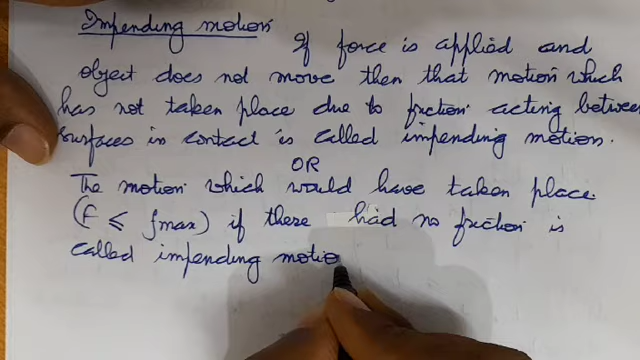 Impending motion
If force is applied and
object does not move then that motion which
has not taken place due to friction acting between
surfaces in contact is called impending motion.
OR
The motion which would have taken place
(F ⩽ fmax) if there had no friction is
called impending motio